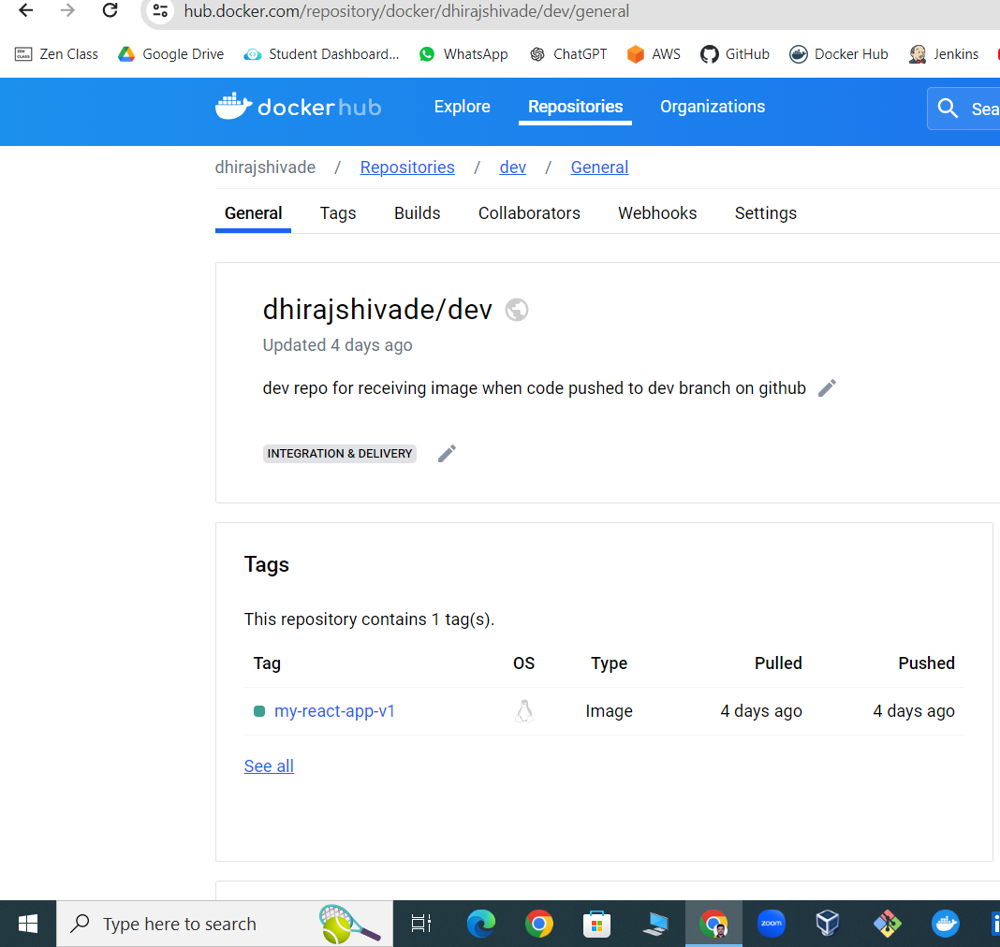 hub.docker.com/repository/docker/dhirajshivade/dev/general
ZEN CLASS Zen Class Google Drive Student Dashboard... WhatsApp ChatGPT AWS GitHub Docker Hub Jenkins
dockerhub Explore Repositories Organizations Sea
dhirajshivade / Repositories / dev / General
General Tags Builds Collaborators Webhooks Settings
dhirajshivade/dev
Updated 4 days ago
dev repo for receiving image when code pushed to dev branch on github
INTEGRATION & DELIVERY
Tags
This repository contains 1 tag(s).
Tag OS Type Pulled Pushed
my-react-app-v1 Image 4 days ago 4 days ago
See all
Type here to search zoom